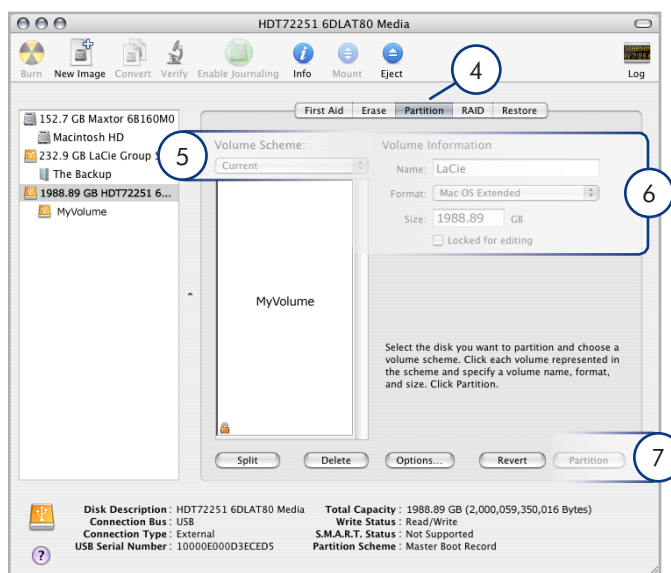 HDT72251 6DLAT80 Media
Burn New Image Convert Verify Enable Journaling Info Mount Eject Log
4
First Aid Erase Partition RAID Restore
152.7 GB Maxtor 6B160M0
Macintosh HD
232.9 GB LaCie Group
The Backup
1988.89 GB HDT72251 6...
MyVolume
5
Volume Scheme:
Current
MyVolume
Volume Information
Name: LaCie
Format: Mac OS Extended
Size: 1988.89 GB
Locked for editing
6
Select the disk you want to partition and choose a
volume scheme. Click each volume represented in
the scheme and specify a volume name, format,
and size. Click Partition.
Split Delete Options... Revert Partition
7
Disk Description : HDT72251 6DLAT80 Media
Connection Bus : USB
Connection Type : External
USB Serial Number : 10000E000D3ECED5
Total Capacity : 1988.89 GB (2,000,059,350,016 Bytes)
Write Status : Read/Write
S.M.A.R.T. Status : Not Supported
Partition Scheme : Master Boot Record
?